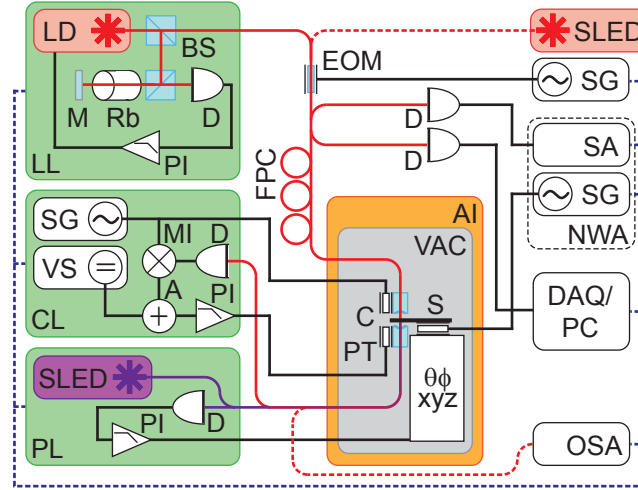 LD
SLED
BS
EOM
SG
M
Rb
D
D
SA
LL
PI
D
FPC
SG
AI
NWA
SG
MI
D
VAC
VS
A
PI
C
S
DAQ/
PC
CL
PT
SLED
θϕ
xyz
PI
D
PL
OSA